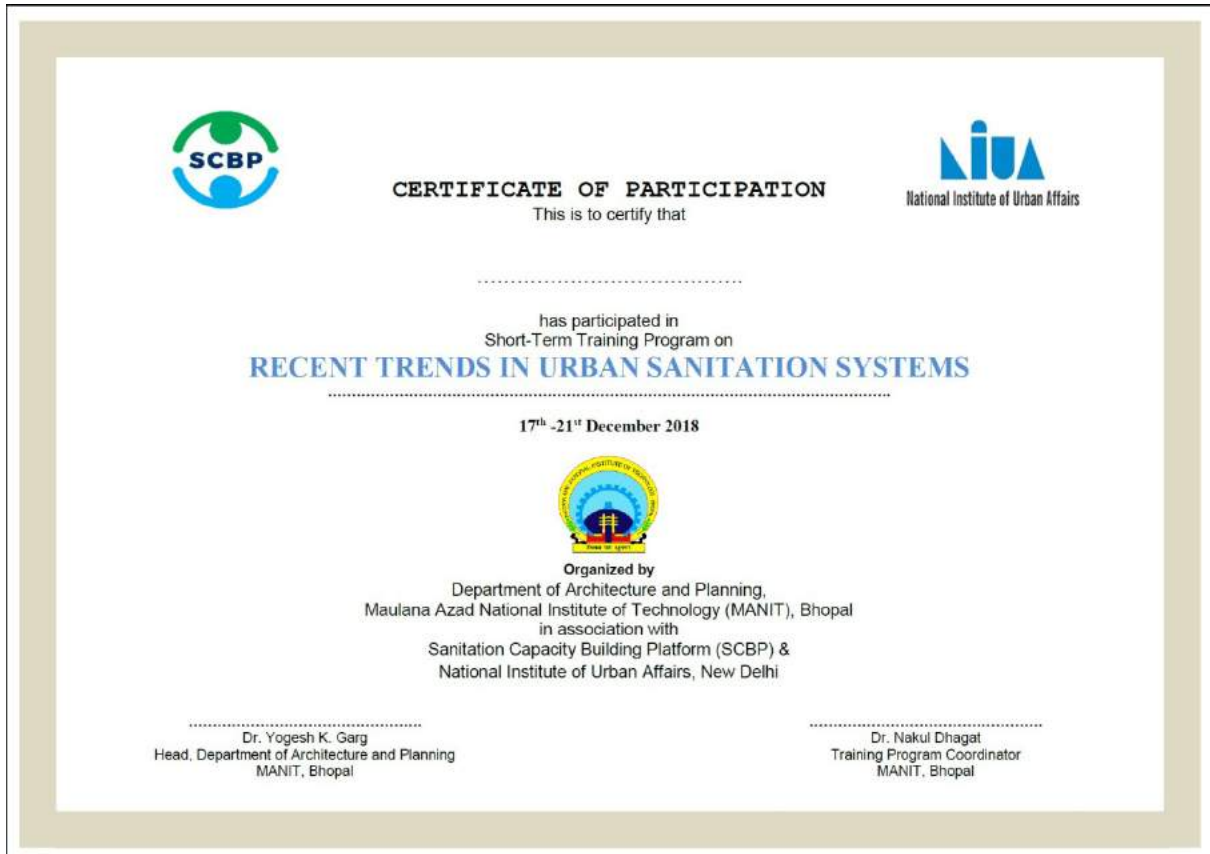 SCBP
NIUA
National Institute of Urban Affairs
CERTIFICATE OF PARTICIPATION
This is to certify that
......................................
has participated in
Short-Term Training Program on
RECENT TRENDS IN URBAN SANITATION SYSTEMS
17th -21st December 2018
Organized by
Department of Architecture and Planning,
Maulana Azad National Institute of Technology (MANIT), Bhopal
in association with
Sanitation Capacity Building Platform (SCBP) &
National Institute of Urban Affairs, New Delhi
Dr. Yogesh K. Garg
Head, Department of Architecture and Planning
MANIT, Bhopal
Dr. Nakul Dhagat
Training Program Coordinator
MANIT, Bhopal